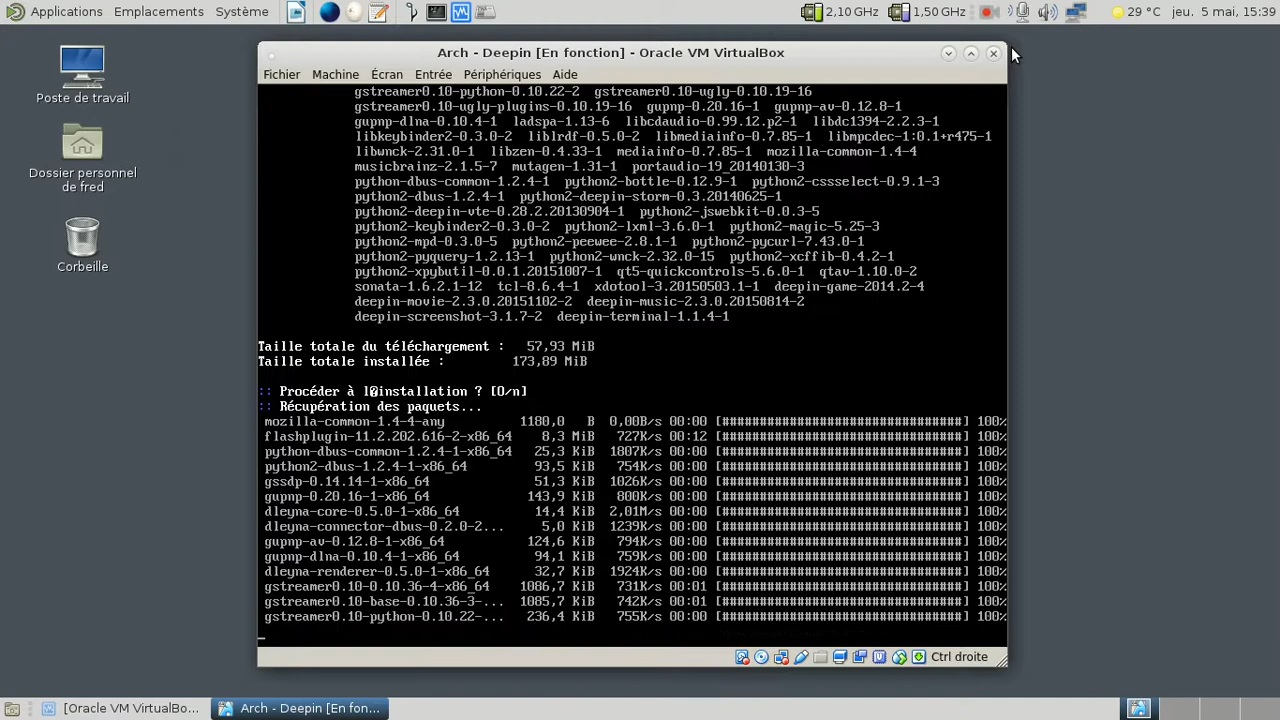 Applications Emplacements Système 2,10 GHz 1,50 GHz 29 °C jeu. 5 mai, 15:39
Poste de travail
Dossier personnel
de fred
Corbeille
Arch - Deepin [En fonction] - Oracle VM VirtualBox
Fichier Machine Écran Entrée Périphériques Aide
gstreamer0.10-python-0.10.22-2 gstreamer0.10-ugly-0.10.19-16
gstreamer0.10-ugly-plugins-0.10.19-16 gupnp-0.20.16-1 gupnp-av-0.12.8-1
gupnp-dlna-0.10.4-1 ladspa-1.13-6 libcdaudio-0.99.12.p2-1 libdc1394-2.2.3-1
libkeybinder2-0.3.0-2 liblrdf-0.5.0-2 libmediainfo-0.7.85-1 libmpcdec-1:0.1+r475-1
libwnck-2.31.0-1 libzen-0.4.33-1 mediainfo-0.7.85-1 mozilla-common-1.4-4
musicbrainz-2.1.5-7 mutagen-1.31-1 portaudio-19_20140130-3
python-dbus-common-1.2.4-1 python2-bottle-0.12.9-1 python2-cssselect-0.9.1-3
python2-dbus-1.2.4-1 python2-deepin-storm-0.3.20140625-1
python2-deepin-vte-0.28.2.20130904-1 python2-jswebkit-0.0.3-5
python2-keybinder2-0.3.0-2 python2-lxml-3.6.0-1 python2-magic-5.25-3
python2-mpd-0.3.0-5 python2-peewee-2.8.1-1 python2-pycurl-7.43.0-1
python2-pyquery-1.2.13-1 python2-wnck-2.32.0-15 python2-xcffib-0.4.2-1
python2-xpybutil-0.0.1.20151007-1 qt5-quickcontrols-5.6.0-1 qtav-1.10.0-2
sonata-1.6.2.1-12 tcl-8.6.4-1 xdotool-3.20150503.1-1 deepin-game-2014.2-4
deepin-movie-2.3.0.20151102-2 deepin-music-2.3.0.20150814-2
deepin-screenshot-3.1.7-2 deepin-terminal-1.1.4-1
Taille totale du téléchargement : 57,93 MiB
Taille totale installée : 173,89 MiB
:: Procéder à l�installation ? [O/n]
:: Récupération des paquets...
mozilla-common-1.4-4-any 1180,0 B 0,00B/s 00:00 [################################] 100%
flashplugin-11.2.202.616-2-x86_64 8,3 MiB 727K/s 00:12 [################################] 100%
python-dbus-common-1.2.4-1-x86_64 25,3 KiB 1807K/s 00:00 [################################] 100%
python2-dbus-1.2.4-1-x86_64 93,5 KiB 754K/s 00:00 [################################] 100%
gssdp-0.14.14-1-x86_64 51,3 KiB 1026K/s 00:00 [################################] 100%
gupnp-0.20.16-1-x86_64 143,9 KiB 800K/s 00:00 [################################] 100%
dleyna-core-0.5.0-1-x86_64 14,4 KiB 2,01M/s 00:00 [################################] 100%
dleyna-connector-dbus-0.2.0-2... 5,0 KiB 1239K/s 00:00 [################################] 100%
gupnp-av-0.12.8-1-x86_64 124,6 KiB 794K/s 00:00 [################################] 100%
gupnp-dlna-0.10.4-1-x86_64 94,1 KiB 759K/s 00:00 [################################] 100%
dleyna-renderer-0.5.0-1-x86_64 32,7 KiB 1924K/s 00:00 [################################] 100%
gstreamer0.10-0.10.36-4-x86_64 1086,7 KiB 731K/s 00:01 [################################] 100%
gstreamer0.10-base-0.10.36-3-... 1085,7 KiB 742K/s 00:01 [################################] 100%
gstreamer0.10-python-0.10.22-... 236,4 KiB 755K/s 00:00 [################################] 100%
Ctrl droite
[Oracle VM VirtualBo... Arch - Deepin [En fon...